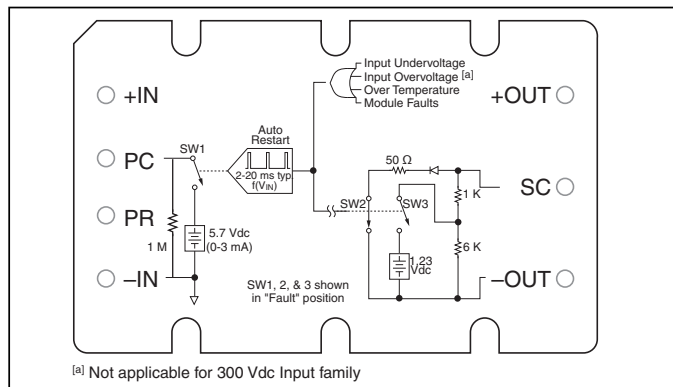 Input Undervoltage
Input Overvoltage [a]
Over Temperature
Module Faults
+IN
+OUT
Auto
Restart
PC
SW1
2-20 ms typ.
f(VIN)
50 Ω
SC
1 K
PR
SW2
SW3
5.7 Vdc
(0-3 mA)
1 M
6 K
1.23
Vdc
–IN
–OUT
SW1, 2, & 3 shown
in "Fault" position
[a] Not applicable for 300 Vdc Input family